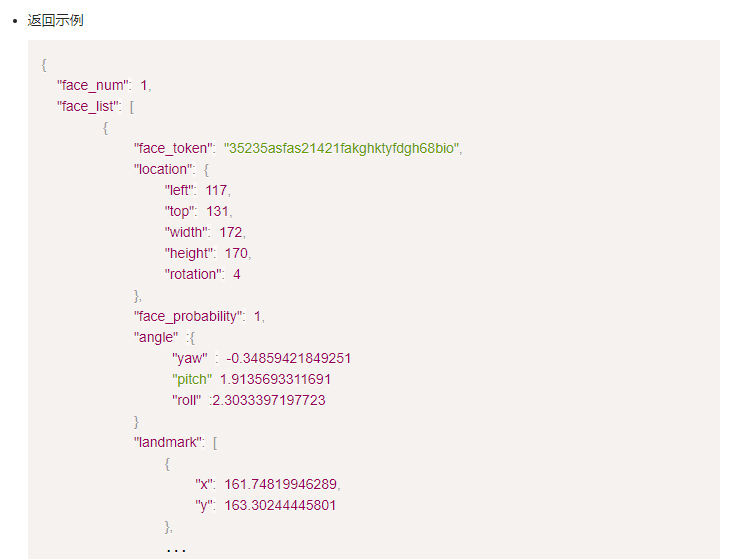 返回示例
{
"face_num": 1,
"face_list": [
{
"face_token": "35235asfas21421fakghktyfdgh68bio",
"location": {
"left": 117,
"top": 131,
"width": 172,
"height": 170,
"rotation": 4
},
"face_probability": 1,
"angle" :{
"yaw" : -0.34859421849251
"pitch" 1.9135693311691
"roll" :2.3033397197723
}
"landmark": [
{
"x": 161.74819946289,
"y": 163.30244445801
},
...